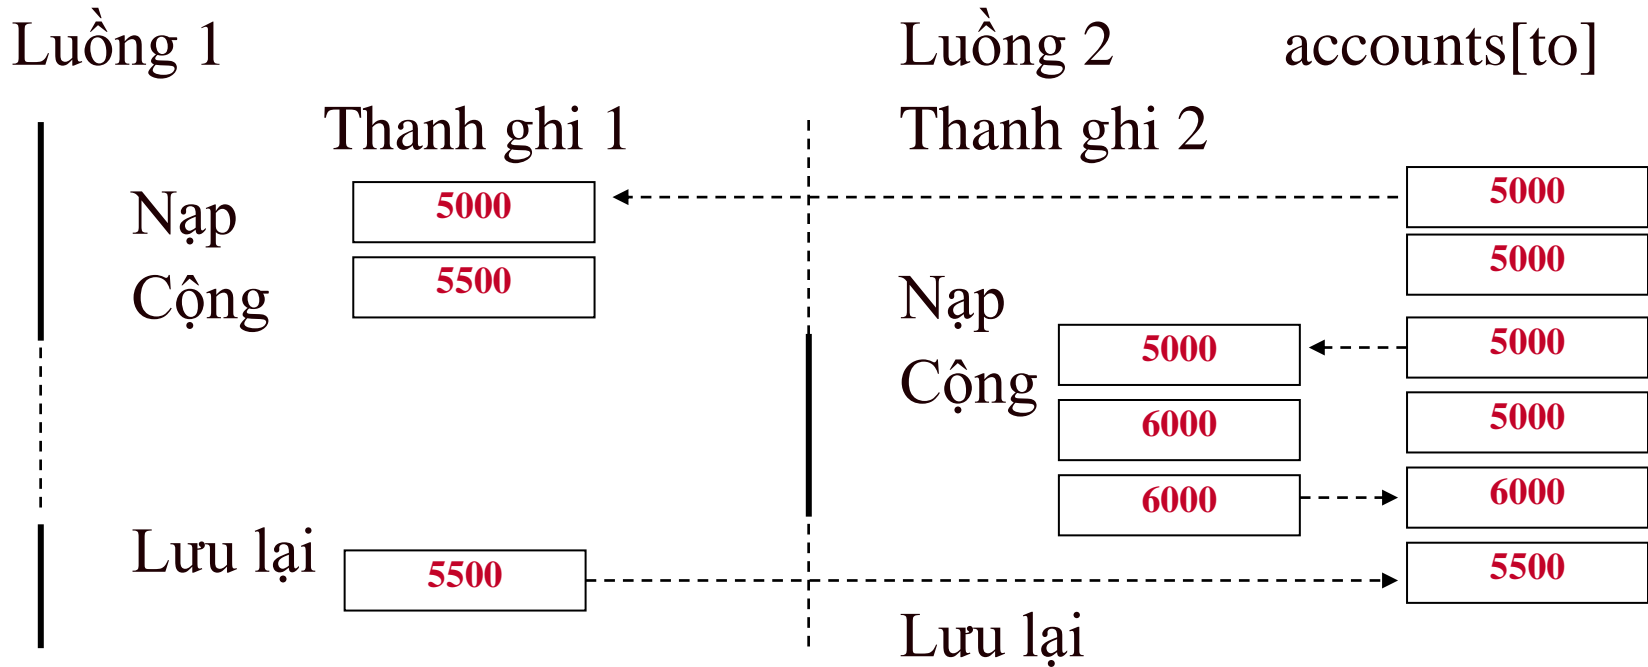 Luồng 1 Luồng 2 accounts[to]
Thanh ghi 1 Thanh ghi 2
Nạp 5000 5000
Cộng 5500 5000
Nạp 5000 5000
Cộng 6000 5000
6000 6000
Lưu lại 5500 5500
Lưu lại